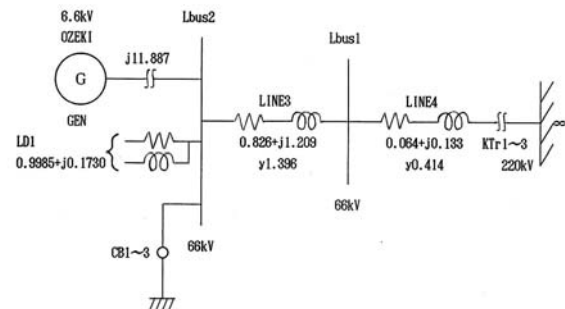 6.6kV
OZEKI
Lbus2
j11.887
Lbus1
G
GEN
LINE3
LINE4
LD1
0.9985+j0.1730
0.826+j1.209
y1.396
0.064+j0.133
y0.414
KTr1~3
220kV
∞
CB1~3
66kV
66kV